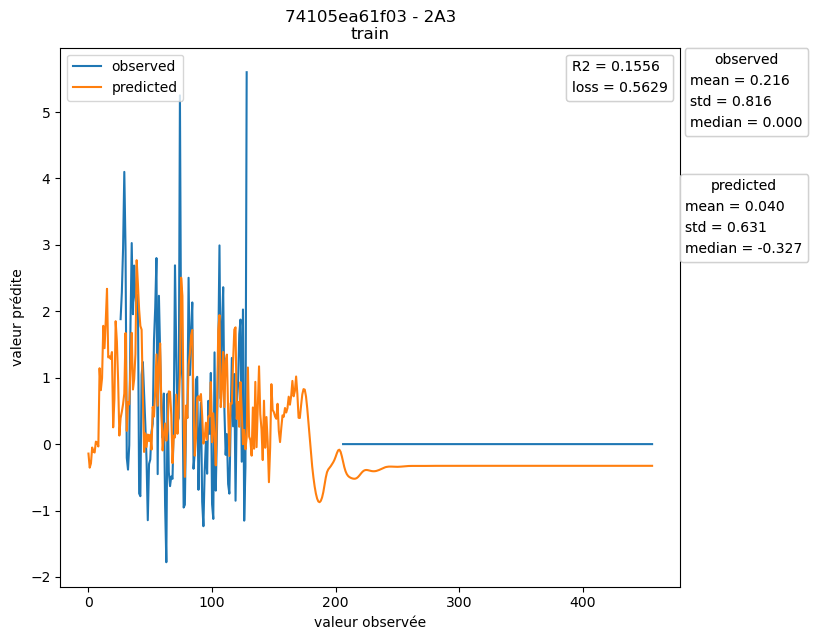 74105ea61f03 - 2A3
train
observed
predicted
R2 = 0.1556
loss = 0.5629
observed
mean = 0.216
std = 0.816
median = 0.000
predicted
mean = 0.040
std = 0.631
median = -0.327
valeur prédite
5
4
3
2
1
0
−1
−2
0
100
200
300
400
valeur observée